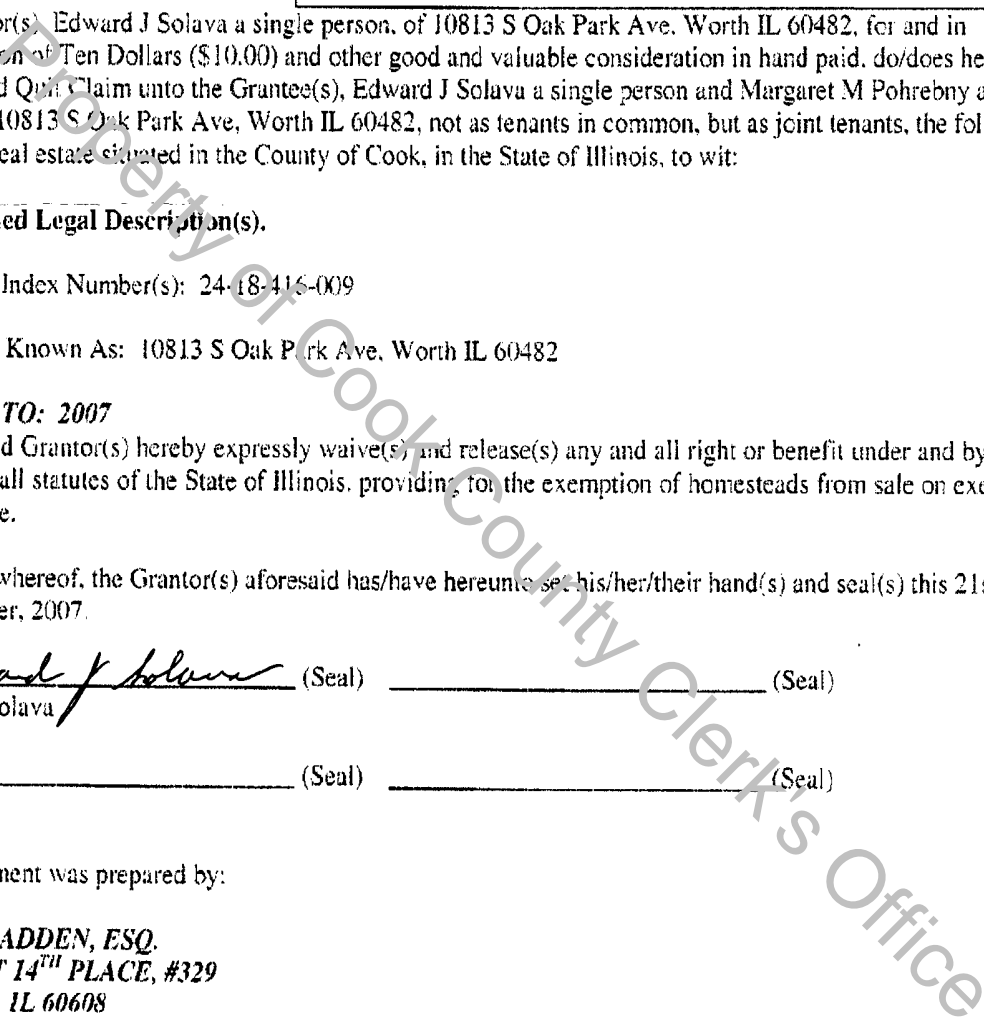 or(s), Edward J Solava a single person, of 10813 S Oak Park Ave, Worth IL 60482, for and in
on of Ten Dollars ($10.00) and other good and valuable consideration in hand paid, do/does he
d Quit Claim unto the Grantee(s), Edward J Solava a single person and Margaret M Pohrebny a
10813 S Oak Park Ave, Worth IL 60482, not as tenants in common, but as joint tenants, the fol
eal estate situated in the County of Cook, in the State of Illinois, to wit:
ed Legal Description(s).
Index Number(s): 24-18-416-009
Known As: 10813 S Oak Park Ave, Worth IL 60482
TO: 2007
d Grantor(s) hereby expressly waive(s) and release(s) any and all right or benefit under and by
all statutes of the State of Illinois, providing for the exemption of homesteads from sale on exe
e.
whereof, the Grantor(s) aforesaid has/have hereunto set his/her/their hand(s) and seal(s) this 21s
er, 2007.
ard J Solava (Seal) (Seal)
olava
(Seal) (Seal)
ment was prepared by:
ADDEN, ESQ.
T 14TH PLACE, #329
IL 60608
Property of Cook County Clerk's Office